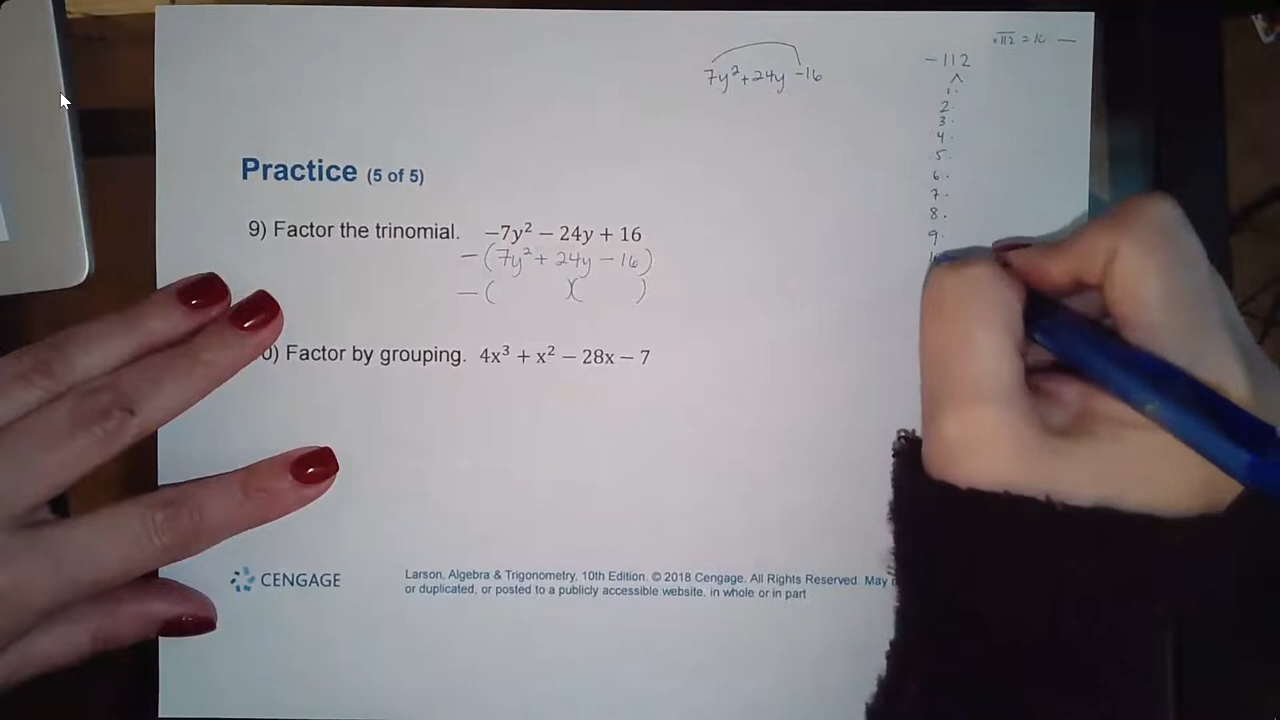 √112 = 10. __
7y² + 24y - 16
-112
1·
2·
3·
4·
5·
6·
7·
8·
9·
Practice (5 of 5)
9) Factor the trinomial. −7y² − 24y + 16
-(7y² + 24y - 16)
-( )( )
0) Factor by grouping. 4x³ + x² − 28x − 7
CENGAGE
Larson, Algebra & Trigonometry, 10th Edition. © 2018 Cengage. All Rights Reserved. May
or duplicated, or posted to a publicly accessible website, in whole or in part